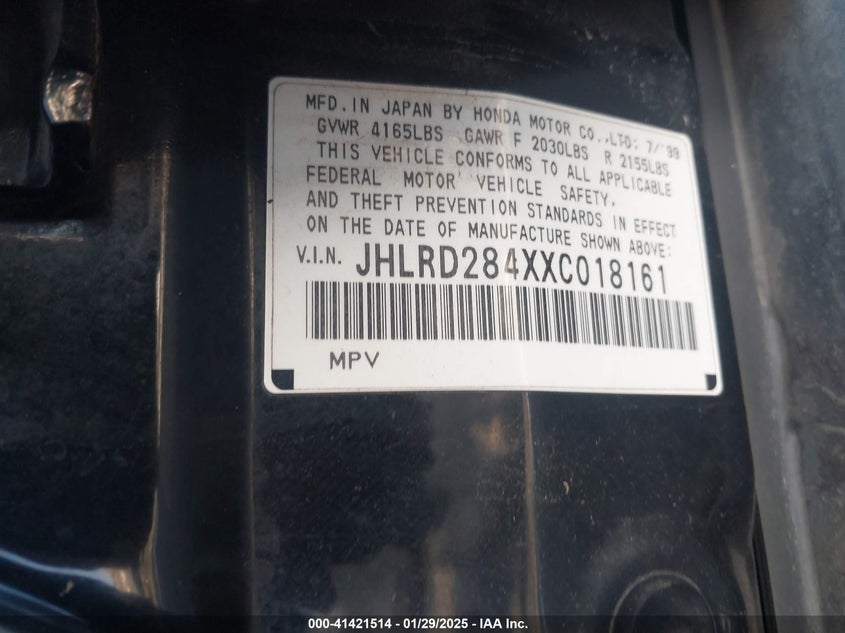 MFD. IN JAPAN BY HONDA MOTOR CO.,LTD: 7/'99
GVWR 4165LBS GAWR F 2030LBS R 2155LBS
THIS VEHICLE CONFORMS TO ALL APPLICABLE
FEDERAL MOTOR VEHICLE SAFETY,
AND THEFT PREVENTION STANDARDS IN EFFECT
ON THE DATE OF MANUFACTURE SHOWN ABOVE:
V.I.N. JHLRD284XXC018161
MPV
000-41421514 | 01/29/2025 - IAA Inc.